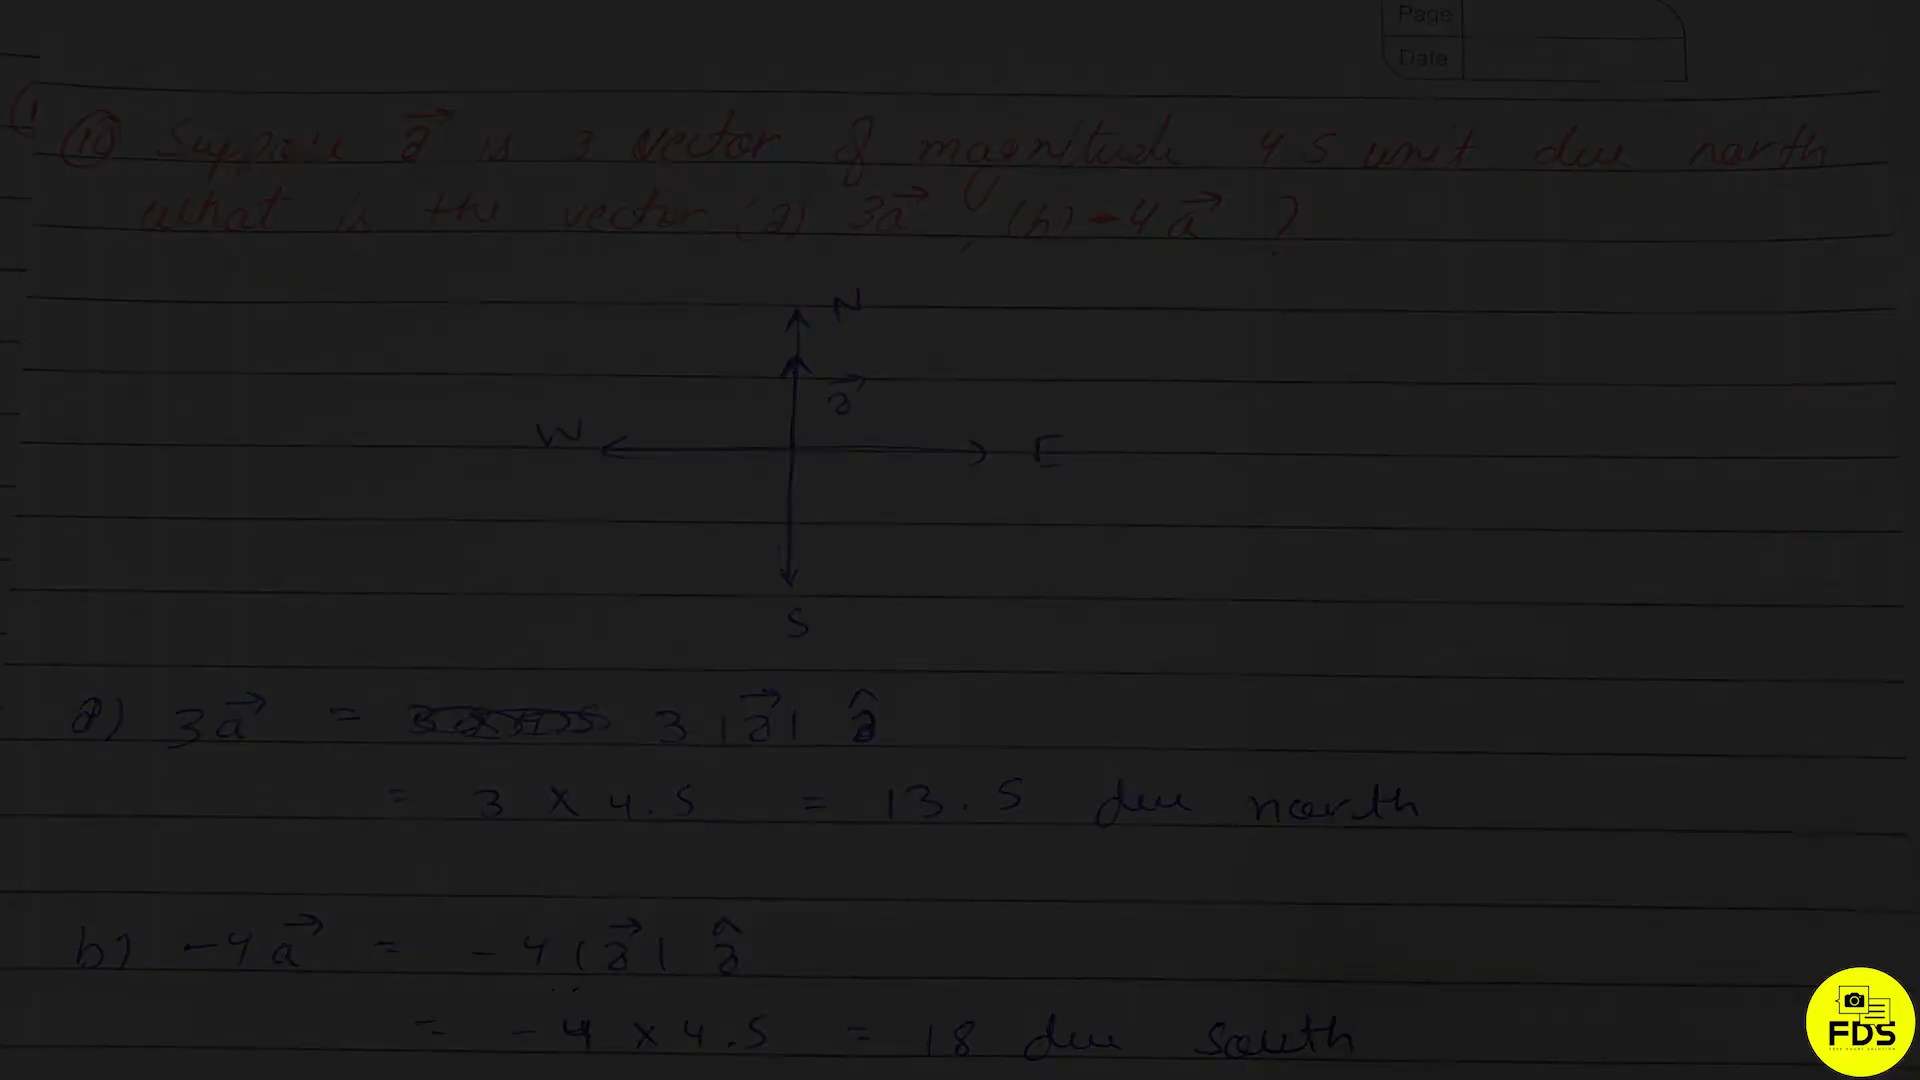 Page
Date
⑩ Suppose a⃗ is a vector of magnitude 4.5 unit due north
what is the vector (a) 3a⃗, (b) -4a⃗ ?
N
a⃗
W E
S
a) 3a⃗ = 3 |a⃗| â
= 3 × 4.5 = 13.5 due north
b) -4a⃗ = -4 |a⃗| â
= -4 × 4.5 = 18 due south
FDS